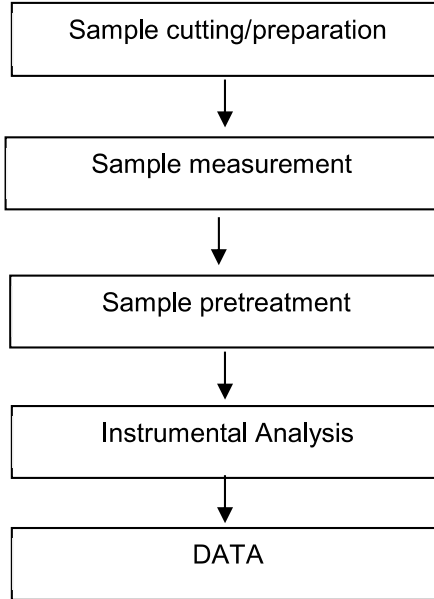 Sample cutting/preparation
Sample measurement
Sample pretreatment
Instrumental Analysis
DATA